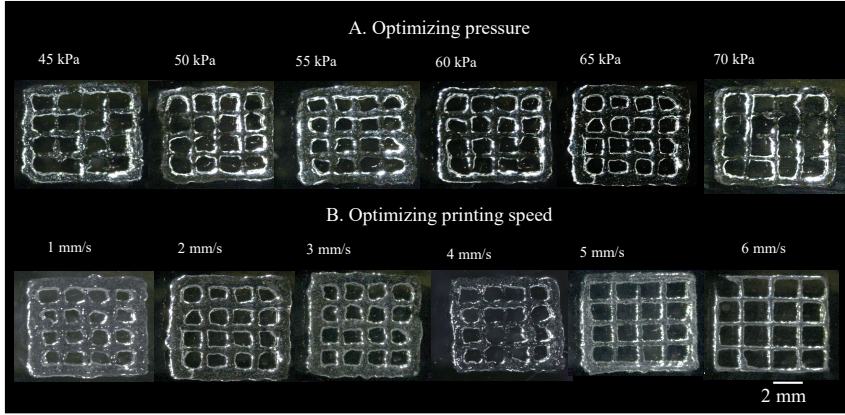 A. Optimizing pressure
45 kPa 50 kPa 55 kPa 60 kPa 65 kPa 70 kPa
B. Optimizing printing speed
1 mm/s 2 mm/s 3 mm/s 4 mm/s 5 mm/s 6 mm/s
2 mm